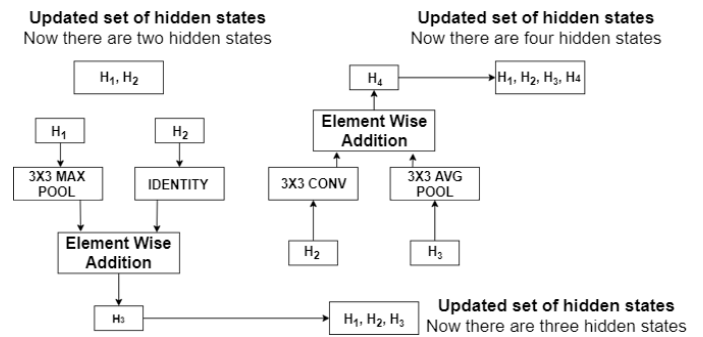 Updated set of hidden states
Now there are two hidden states
H₁, H₂
H₁
H₂
3X3 MAX
POOL
IDENTITY
Element Wise
Addition
H₃
H₁, H₂, H₃
Updated set of hidden states
Now there are three hidden states
Updated set of hidden states
Now there are four hidden states
H₄
H₁, H₂, H₃, H₄
Element Wise
Addition
3X3 CONV
3X3 AVG
POOL
H₂
H₃